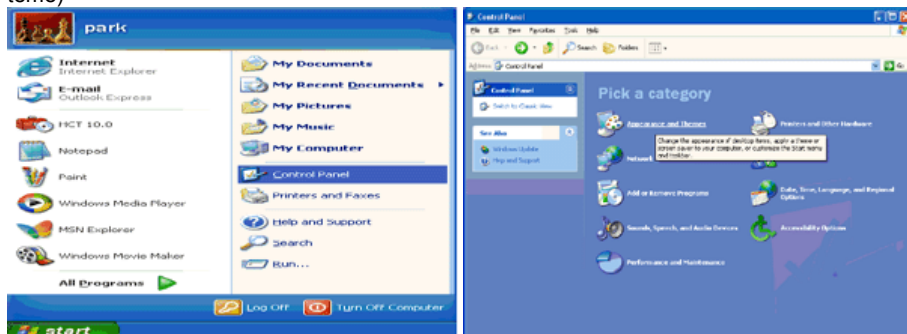 park
Internet
Internet Explorer
E-mail
Outlook Express
HCT 10.0
Notepad
Paint
Windows Media Player
MSN Explorer
Windows Movie Maker
All Programs
My Documents
My Recent Documents
My Pictures
My Music
My Computer
Control Panel
Printers and Faxes
Help and Support
Search
Run...
Log Off
Turn Off Computer
start
Control Panel
File Edit View Favorites Tools Help
Back
Search
Folders
Address
Control Panel
Go
Control Panel
Switch to Classic View
See Also
Windows Update
Help and Support
Pick a category
Appearance and Themes
Printers and Other Hardware
Change the appearance of desktop items, apply a theme or
screen saver to your computer, or customize the Start menu
and taskbar.
Network
Add or Remove Programs
Date, Time, Language, and Regional
Options
Sounds, Speech, and Audio Devices
Accessibility Options
Performance and Maintenance